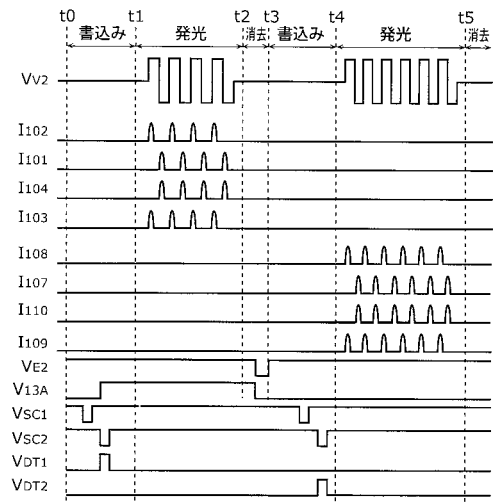 t0 t1 t2 t3 t4 t5
書込み 発光 消去 書込み 発光 消去
VV2
I102
I101
I104
I103
I108
I107
I110
I109
VE2
V13A
VSC1
VSC2
VDT1
VDT2